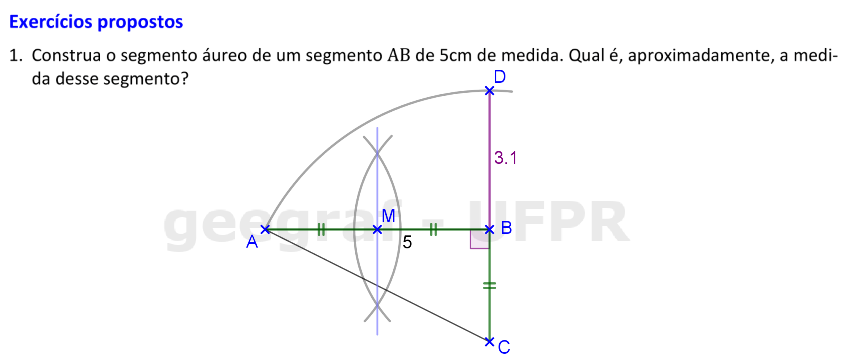 Exercícios propostos
1. Construa o segmento áureo de um segmento AB de 5cm de medida. Qual é, aproximadamente, a medi-
da desse segmento?
D
3.1
geegraf - UFPR
M
A
B
5
C